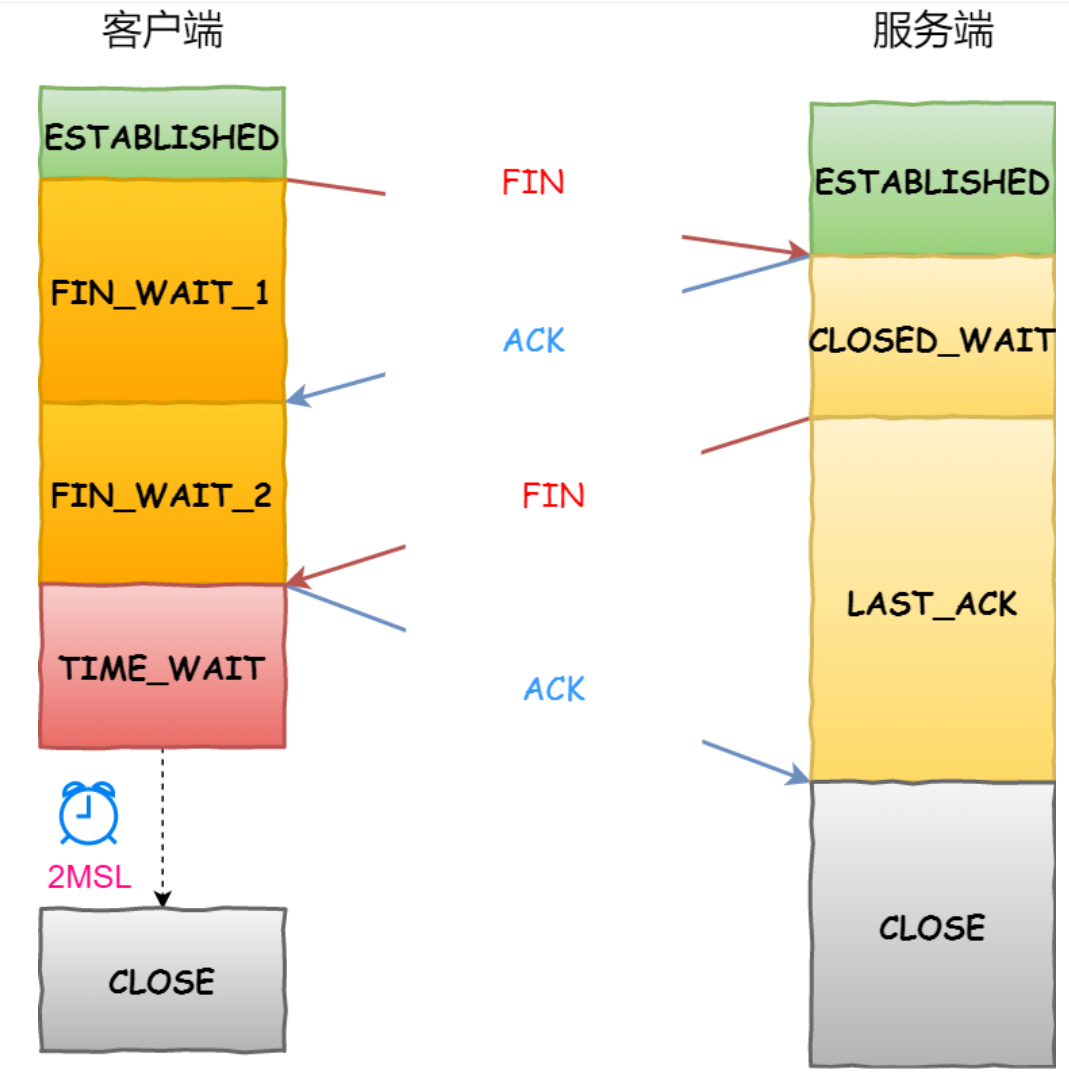 客户端
服务端
ESTABLISHED
FIN
ESTABLISHED
FIN_WAIT_1
ACK
CLOSED_WAIT
FIN_WAIT_2
FIN
LAST_ACK
TIME_WAIT
ACK
2MSL
CLOSE
CLOSE